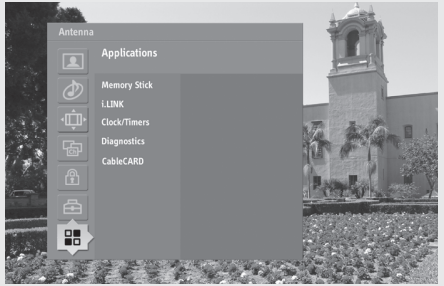 Antenna
Applications
Memory Stick
i.LINK
Clock/Timers
Diagnostics
CableCARD